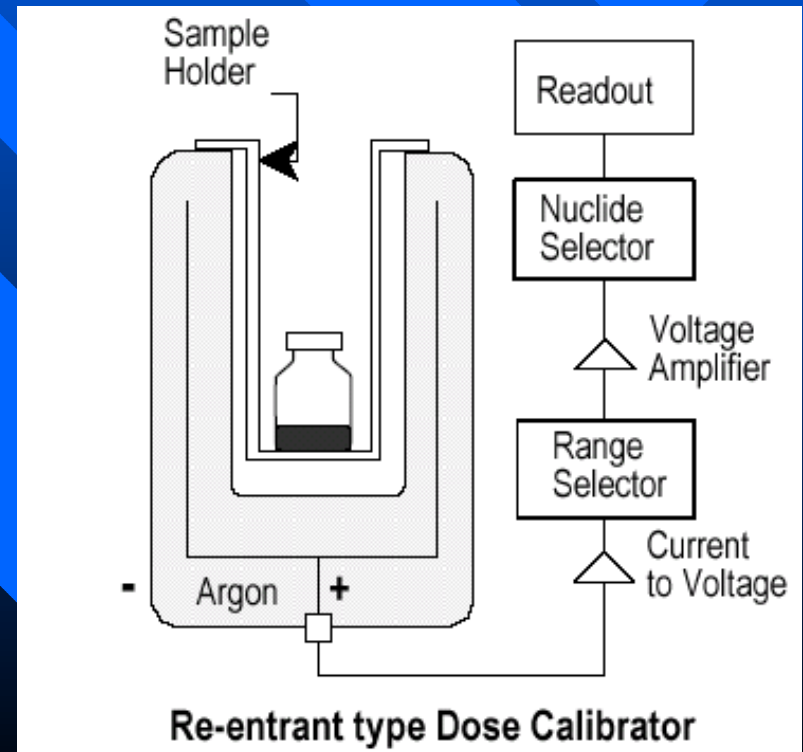 Sample
Holder
Readout
Nuclide
Selector
Voltage
Amplifier
Range
Selector
Current
to Voltage
- Argon +
Re-entrant type Dose Calibrator